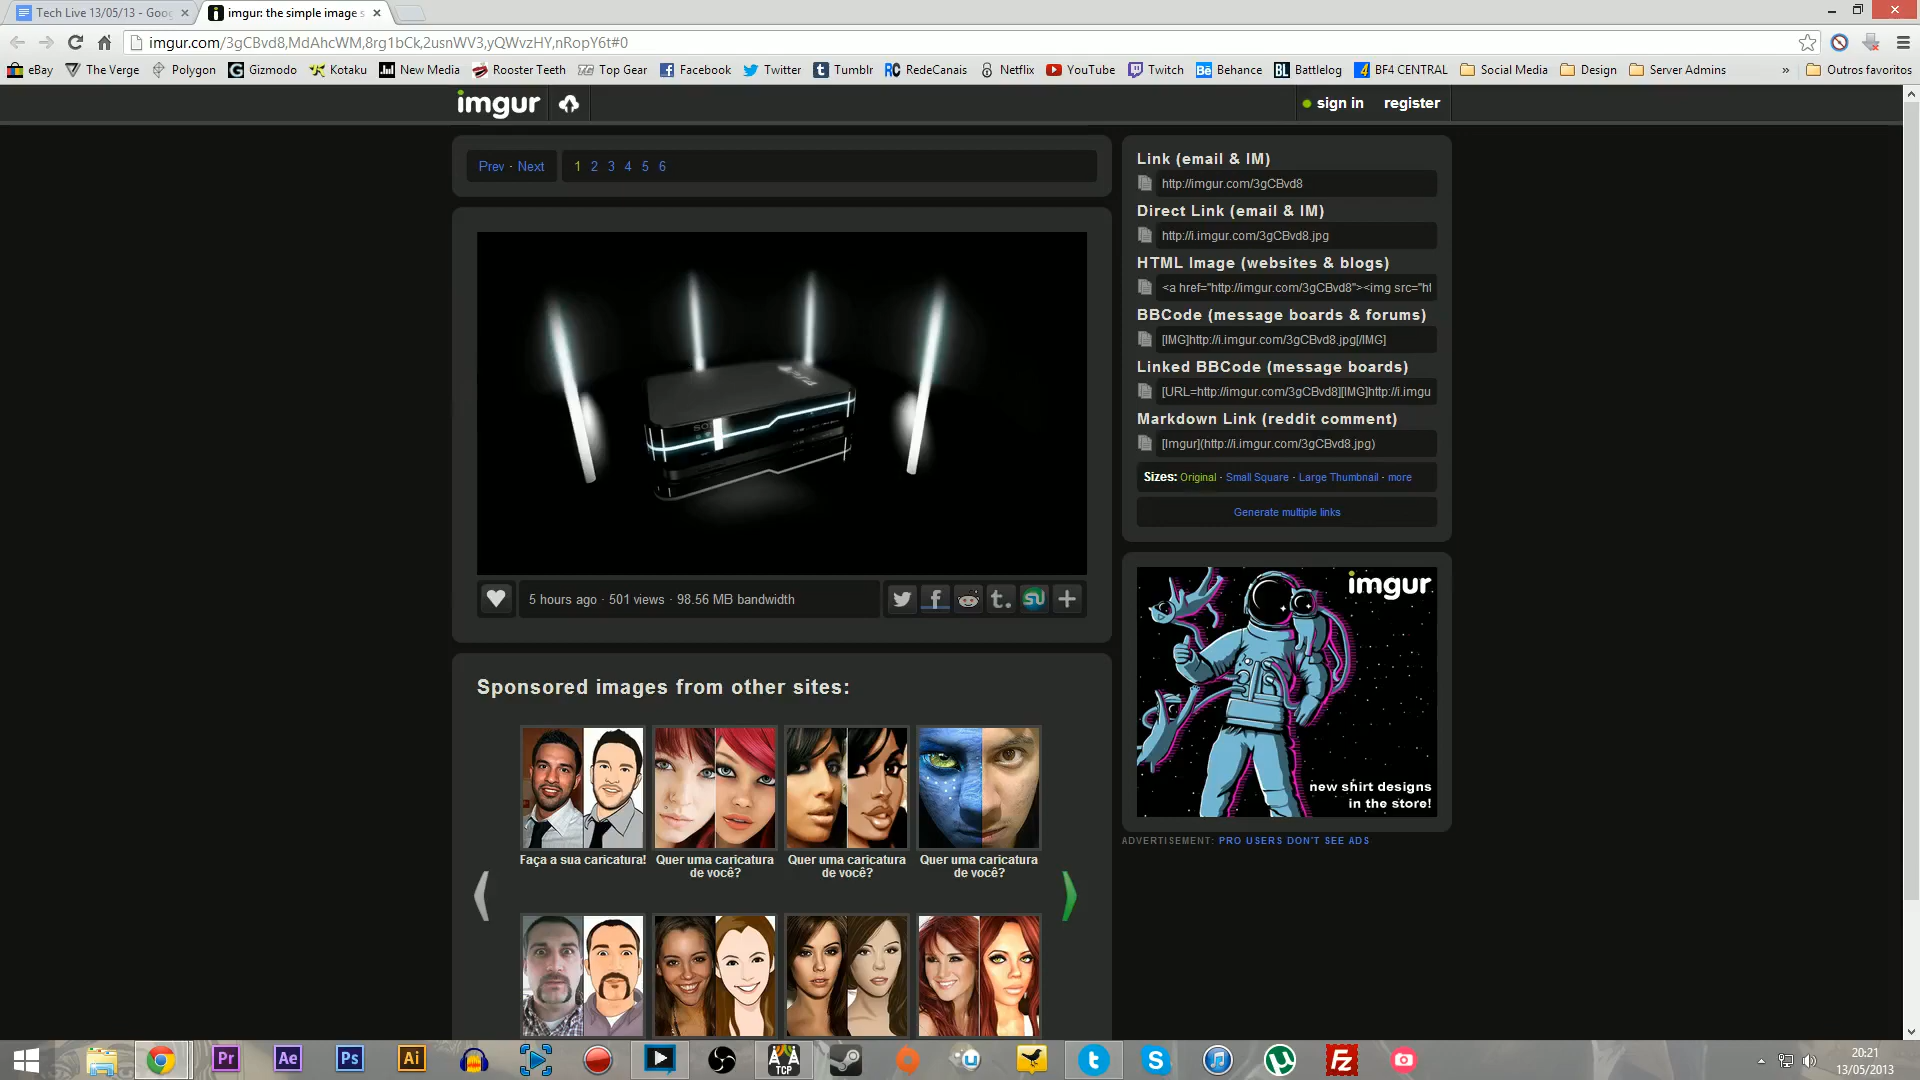 Tech Live 13/05/13 - Goo
imgur: the simple image s
imgur.com/3gCBvd8,MdAhcWM,8rg1bCk,2usnWV3,yQWvzHY,nRopY6t#0
eBay
The Verge
Polygon
Gizmodo
Kotaku
New Media
Rooster Teeth
Top Gear
Facebook
Twitter
Tumblr
RedeCanais
Netflix
YouTube
Twitch
Behance
Battlelog
BF4 CENTRAL
Social Media
Design
Server Admins
»
Outros favoritos
imgur
sign in
register
Prev - Next
1 2 3 4 5 6
Link (email & IM)
http://imgur.com/3gCBvd8
Direct Link (email & IM)
http://i.imgur.com/3gCBvd8.jpg
HTML Image (websites & blogs)
<a href="http://imgur.com/3gCBvd8"><img src="ht
BBCode (message boards & forums)
[IMG]http://i.imgur.com/3gCBvd8.jpg[/IMG]
Linked BBCode (message boards)
[URL=http://imgur.com/3gCBvd8][IMG]http://i.imgu
Markdown Link (reddit comment)
[Imgur](http://i.imgur.com/3gCBvd8.jpg)
Sizes: Original - Small Square - Large Thumbnail - more
Generate multiple links
5 hours ago · 501 views · 98.56 MB bandwidth
imgur
new shirt designs
in the store!
ADVERTISEMENT: PRO USERS DON'T SEE ADS
Sponsored images from other sites:
Faça a sua caricatura!
Quer uma caricatura
de você?
Quer uma caricatura
de você?
Quer uma caricatura
de você?
Pr
Ae
Ps
Ai
TCP
20:21
13/05/2013